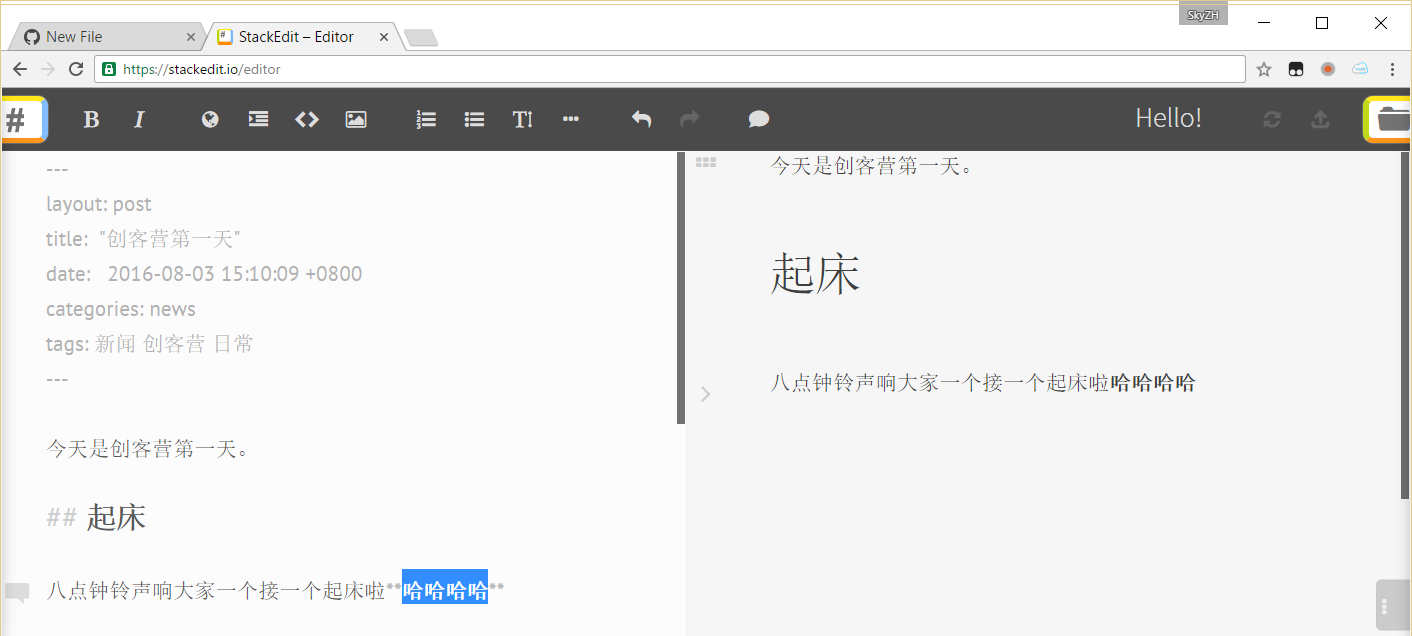 SkyZH
New File
StackEdit – Editor
https://stackedit.io/editor
# B I T Hello!
---
layout: post
title:  "创客营第一天"
date:   2016-08-03 15:10:09 +0800
categories: news
tags: 新闻 创客营 日常
---
今天是创客营第一天。
## 起床
八点钟铃声响大家一个接一个起床啦**哈哈哈哈**
今天是创客营第一天。
起床
八点钟铃声响大家一个接一个起床啦哈哈哈哈